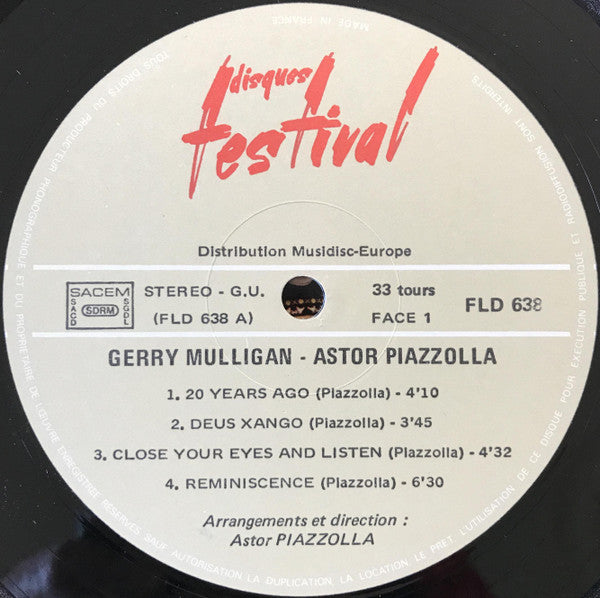 MADE IN FRANCE
TOUS DROITS DU PRODUCTEUR PHONOGRAPHIQUE ET DU PROPRIETAIRE DE L'ŒUVRE ENREGISTREE RESERVES SAUF AUTORISATION LA DUPLICATION, LA LOCATION, LE PRET, L'UTILISATION DE CE DISQUE POUR EXECUTION PUBLIQUE ET RADIODIFFUSION SONT INTERDITS
disques
festival
Distribution Musidisc-Europe
SACEM
SACD
SDRM
SGDL
STEREO - G.U.
(FLD 638 A)
33 tours
FACE 1
FLD 638
GERRY MULLIGAN - ASTOR PIAZZOLLA
1. 20 YEARS AGO (Piazzolla) - 4'10
2. DEUS XANGO (Piazzolla) - 3'45
3. CLOSE YOUR EYES AND LISTEN (Piazzolla) - 4'32
4. REMINISCENCE (Piazzolla) - 6'30
Arrangements et direction :
Astor PIAZZOLLA